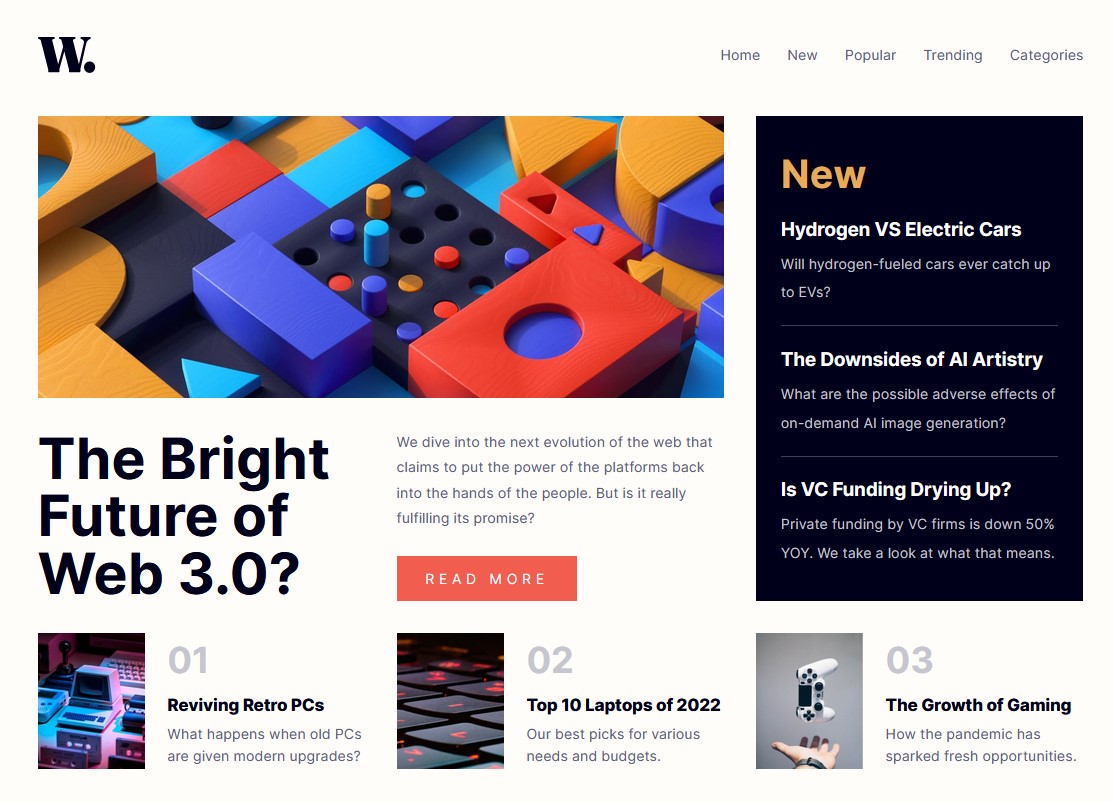 W.
Home New Popular Trending Categories
New
Hydrogen VS Electric Cars
Will hydrogen-fueled cars ever catch up
to EVs?
The Downsides of AI Artistry
What are the possible adverse effects of
on-demand AI image generation?
Is VC Funding Drying Up?
Private funding by VC firms is down 50%
YOY. We take a look at what that means.
The Bright
Future of
Web 3.0?
We dive into the next evolution of the web that
claims to put the power of the platforms back
into the hands of the people. But is it really
fulfilling its promise?
READ MORE
01
Reviving Retro PCs
What happens when old PCs
are given modern upgrades?
02
Top 10 Laptops of 2022
Our best picks for various
needs and budgets.
03
The Growth of Gaming
How the pandemic has
sparked fresh opportunities.